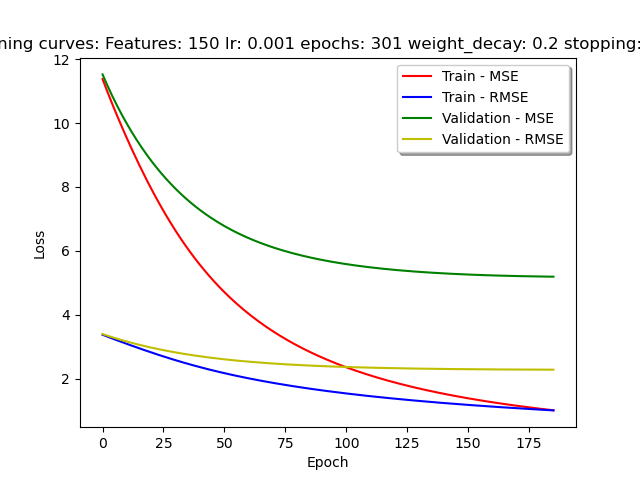 ning curves: Features: 150 lr: 0.001 epochs: 301 weight_decay: 0.2 stopping:
12
10
8
6
4
2
Loss
Train - MSE
Train - RMSE
Validation - MSE
Validation - RMSE
0 25 50 75 100 125 150 175
Epoch